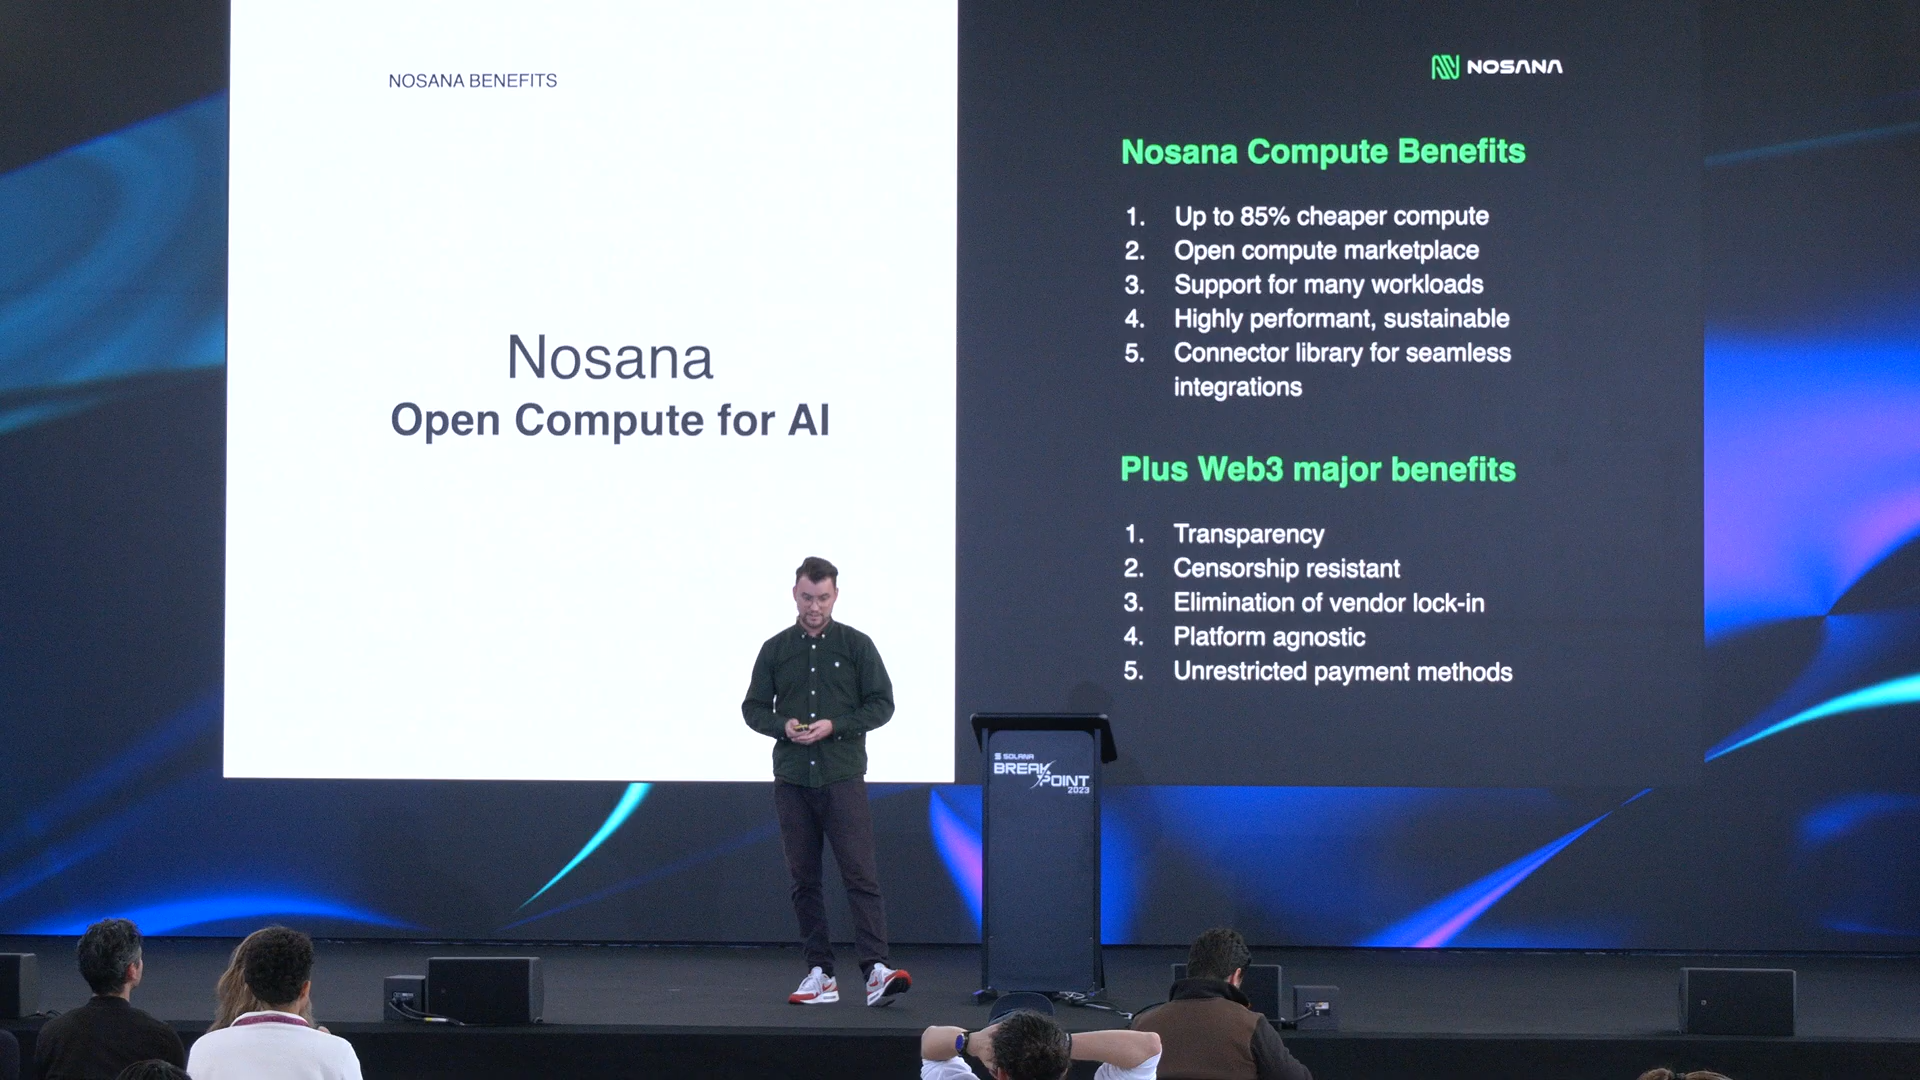 NOSANA BENEFITS
Nosana
Open Compute for AI
NOSANA
Nosana Compute Benefits
1. Up to 85% cheaper compute
2. Open compute marketplace
3. Support for many workloads
4. Highly performant, sustainable
5. Connector library for seamless
integrations
Plus Web3 major benefits
1. Transparency
2. Censorship resistant
3. Elimination of vendor lock-in
4. Platform agnostic
5. Unrestricted payment methods
SOLANA
BREAK
POINT
2023